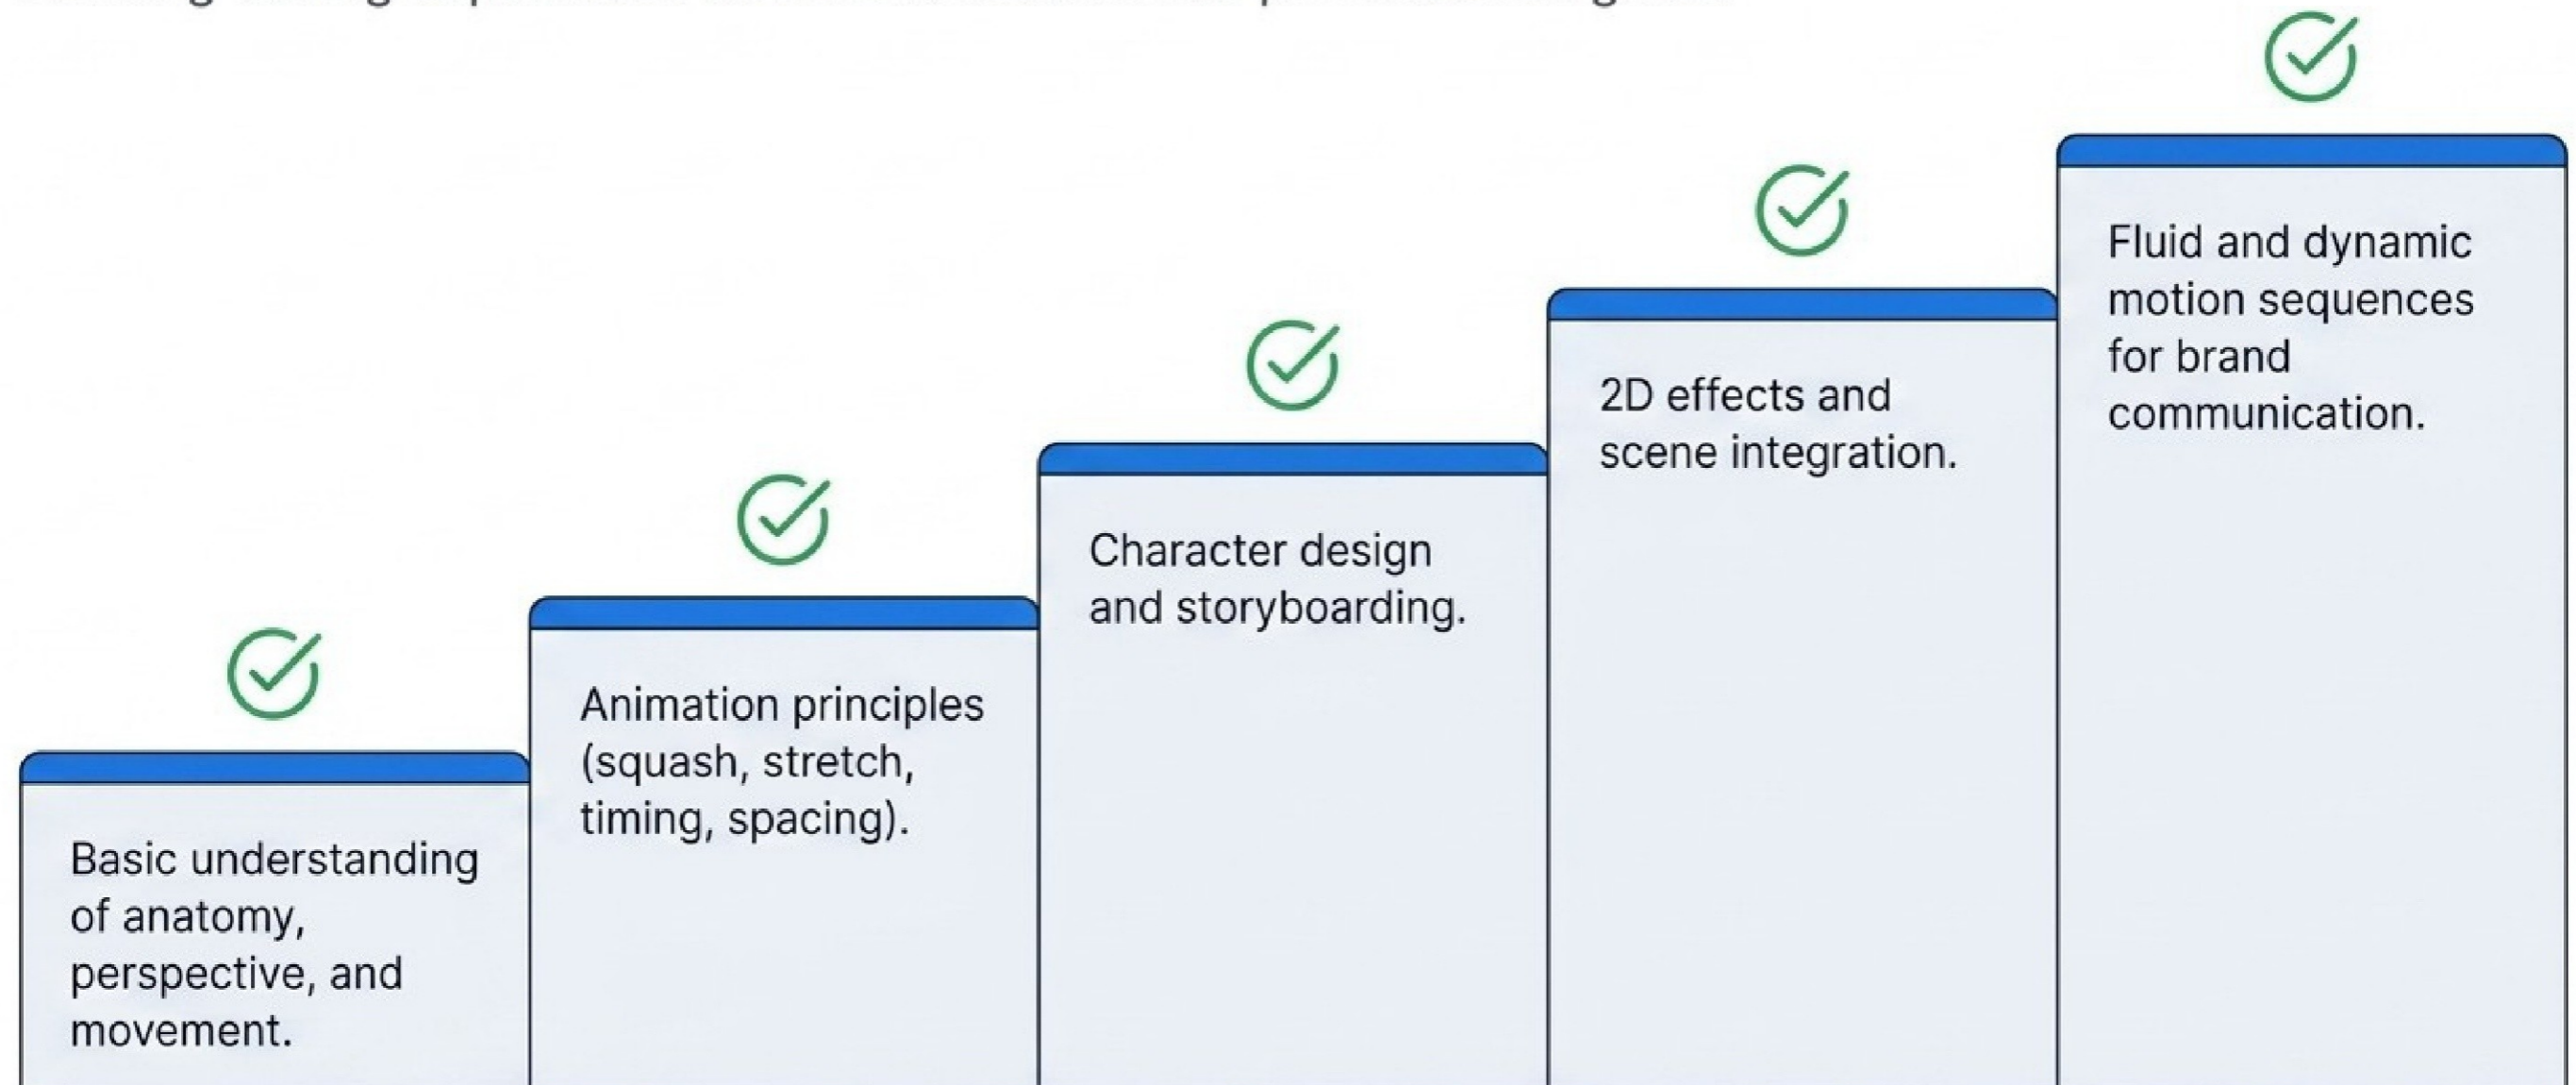 Basic understanding
of anatomy,
perspective, and
movement.
Animation principles
(squash, stretch,
timing, spacing).
Character design
and storyboarding.
2D effects and
scene integration.
Fluid and dynamic
motion sequences
for brand
communication.